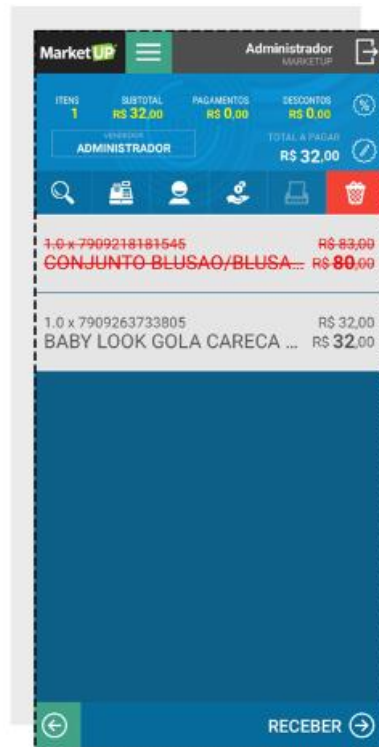 MarketUP
Administrador
MARKETUP
ITENS SUBTOTAL PAGAMENTOS DESCONTOS
1 R$ 32,00 R$ 0,00 R$ 0,00
VENDEDOR TOTAL A PAGAR
ADMINISTRADOR R$ 32,00
1.0 x 7909218181545 R$ 83,00
CONJUNTO BLUSAO/BLUSA... R$ 80,00
1.0 x 7909263733805 R$ 32,00
BABY LOOK GOLA CARECA ... R$ 32,00
RECEBER